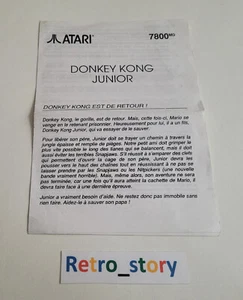 ATARI 7800
DONKEY KONG
JUNIOR
DONKEY KONG EST DE RETOUR !
Donkey Kong, le gorille, est de retour. Mais, cette fois-ci, Mario se
venge en le retenant prisonnier. Heureusement pour lui, il a un fils,
Donkey Kong Junior, qui va essayer de le sauver.
Pour libérer son père, Junior doit se frayer un chemin à travers la
jungle épaisse et remplie de pièges. Notre petit ami doit grimper le
plus vite possible le long des lianes qui se balancent, mais il doit
aussi éviter les terribles Snapjaws. S'il réussit à s'emparer des clés
qui permettent d'ouvrir la cage de son père, Junior devra les
pousser vers le haut des chaînes tout en réussissant à ne pas se
laisser prendre par les Snapjaws ou les Nitpickers (une nouvelle
bande vraiment terrible). Mais, même alors, son aventure ne sera
pas terminée, car une fois qu'il aura atteint la cachette de Mario, il
devra faire face à une dernière épreuve.
Junior a vraiment besoin d'aide. Ne restez donc pas immobile sans
rien faire. Aidez-le à sauver son papa !
Retro_story